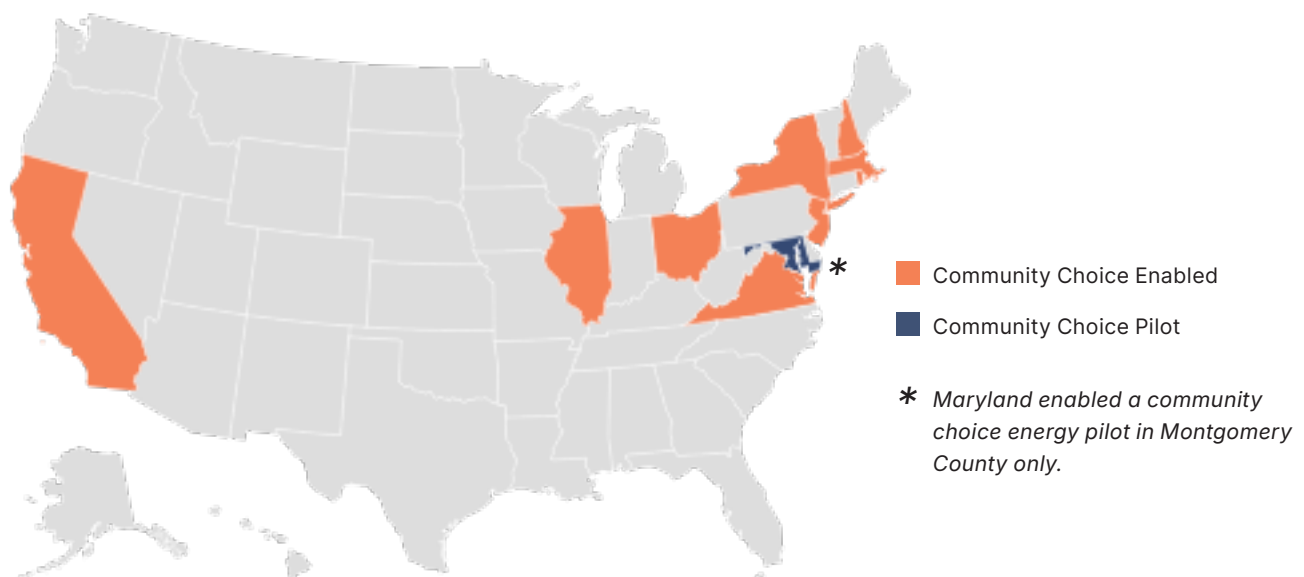 *
Community Choice Enabled
Community Choice Pilot
* Maryland enabled a community
choice energy pilot in Montgomery
County only.